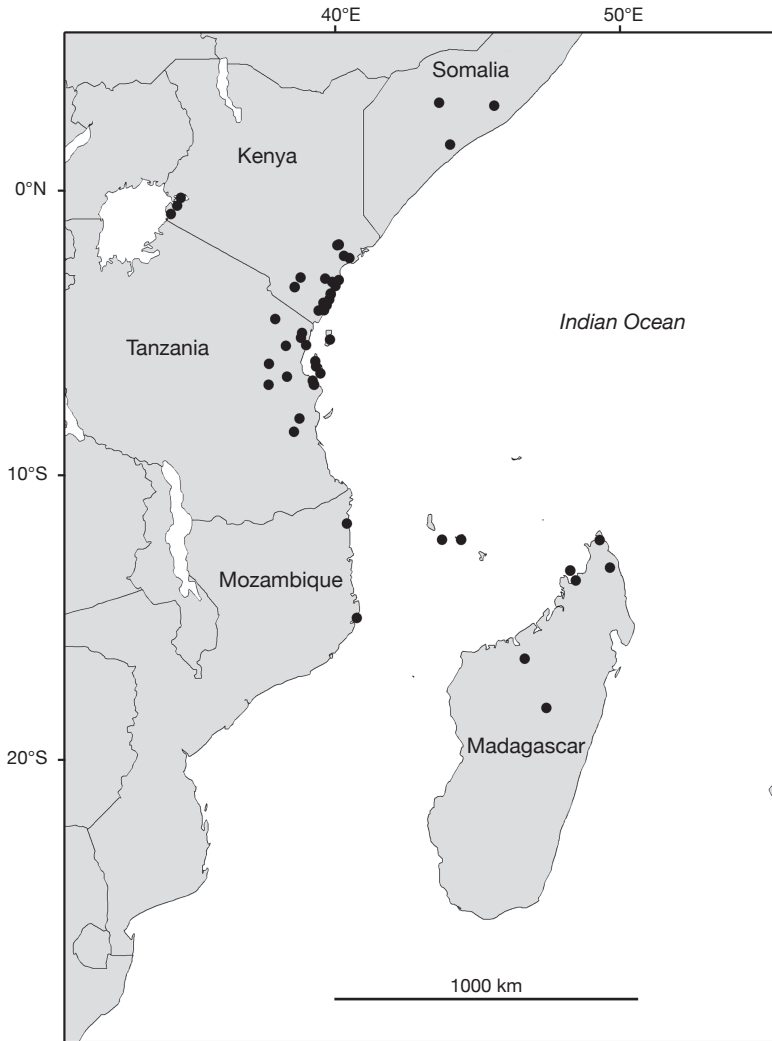 40°E 50°E
Somalia
Kenya
0°N
Indian Ocean
Tanzania
10°S
Mozambique
Madagascar
20°S
1000 km